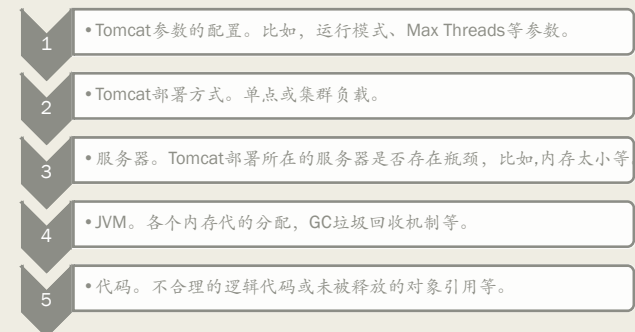 1
•Tomcat参数的配置。比如，运行模式、Max Threads等参数。
2
•Tomcat部署方式。单点或集群负载。
3
•服务器。Tomcat部署所在的服务器是否存在瓶颈，比如,内存太小等
4
•JVM。各个内存代的分配，GC垃圾回收机制等。
5
•代码。不合理的逻辑代码或未被释放的对象引用等。